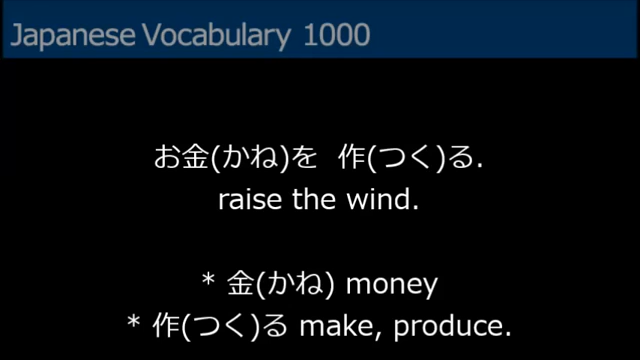 Japanese Vocabulary 1000
お金(かね)を 作(つく)る.
raise the wind.
* 金(かね) money
* 作(つく)る make, produce.